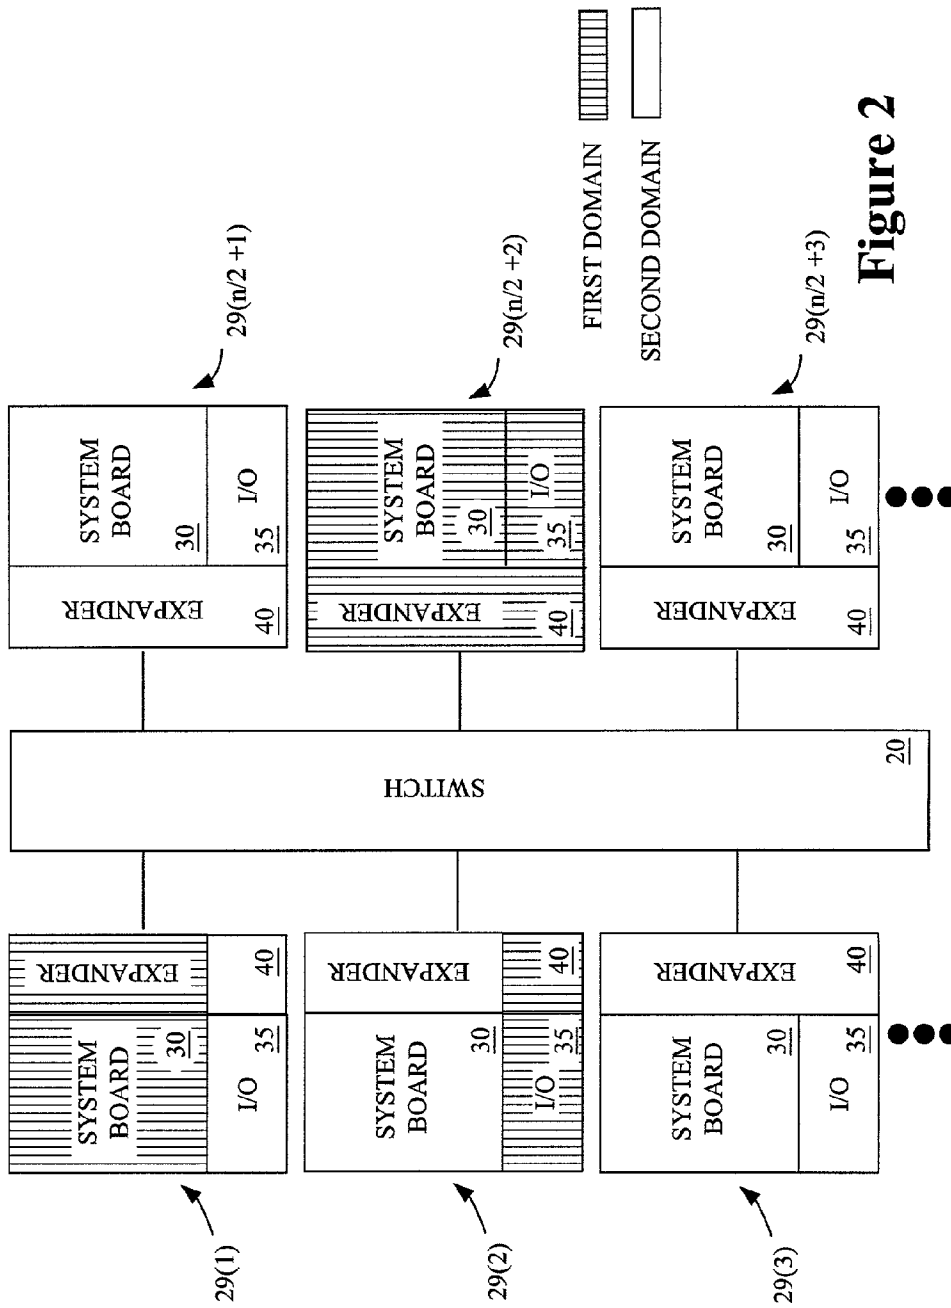 29(1)
SYSTEM
BOARD
30
I/O
35
EXPANDER
40
29(2)
SYSTEM
BOARD
30
I/O
35
EXPANDER
40
29(3)
SYSTEM
BOARD
30
I/O
35
EXPANDER
40
SWITCH
20
29(n/2 +1)
EXPANDER
40
SYSTEM
BOARD
30
I/O
35
29(n/2 +2)
EXPANDER
40
SYSTEM
BOARD
30
I/O
35
29(n/2 +3)
EXPANDER
40
SYSTEM
BOARD
30
I/O
35
FIRST DOMAIN
SECOND DOMAIN
Figure 2